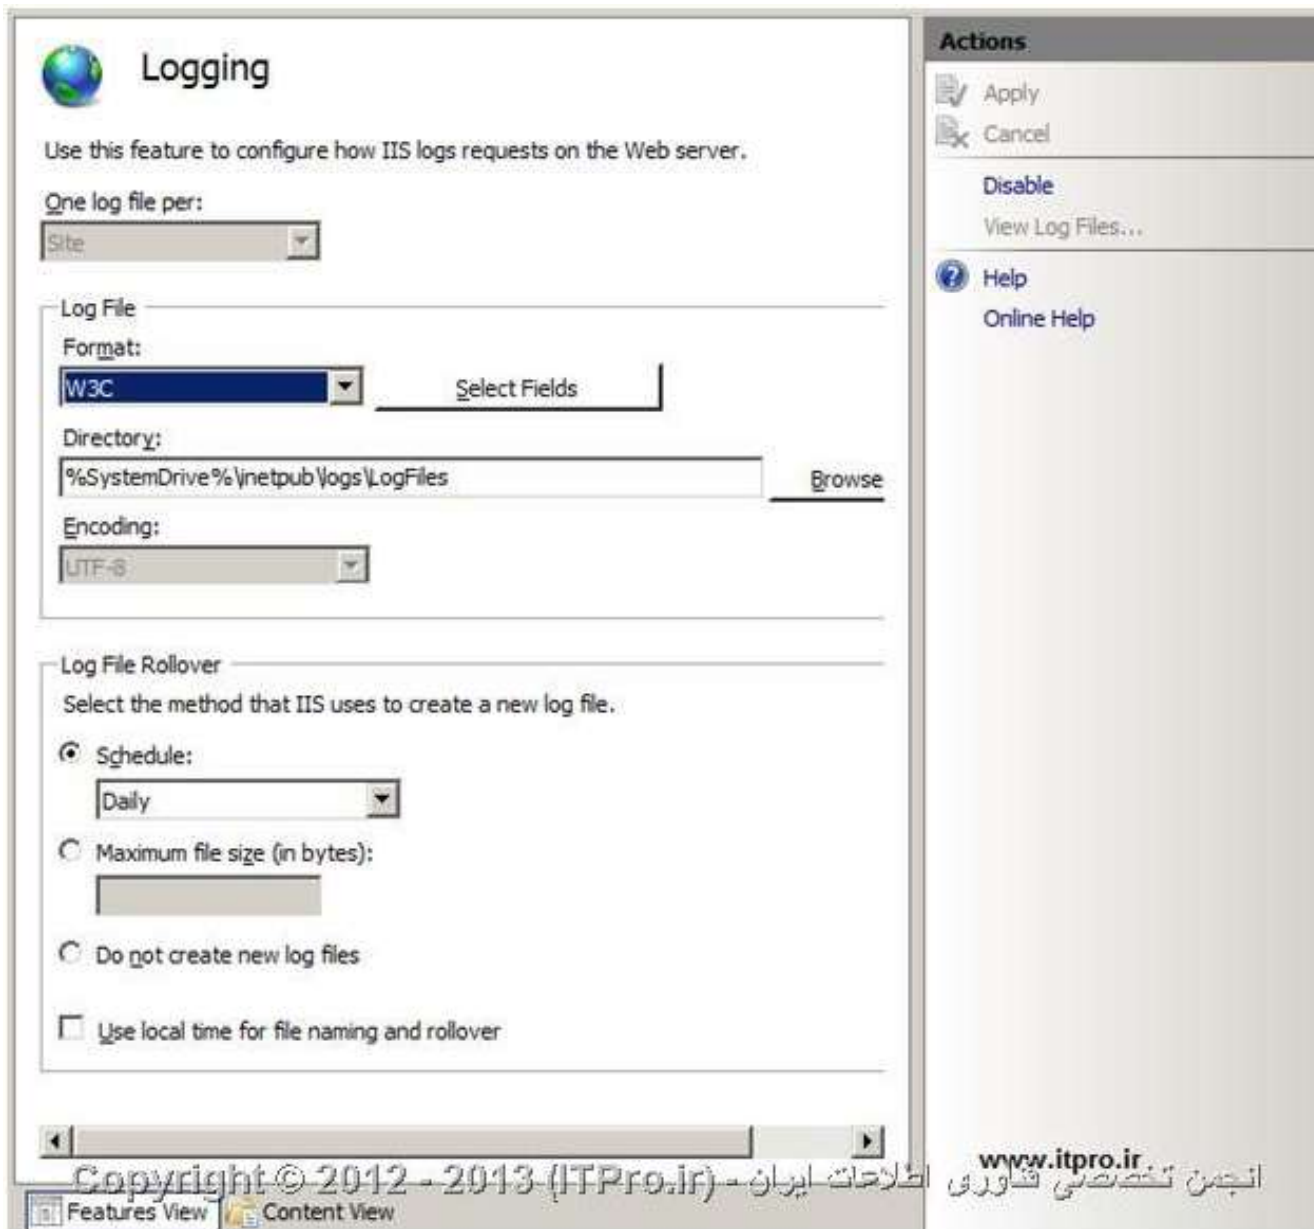 Logging
Use this feature to configure how IIS logs requests on the Web server.
One log file per:
Site
Log File
Format:
W3C
Select Fields
Directory:
%SystemDrive%\inetpub\logs\LogFiles
Browse
Encoding:
UTF-8
Log File Rollover
Select the method that IIS uses to create a new log file.
Schedule:
Daily
Maximum file size (in bytes):
Do not create new log files
Use local time for file naming and rollover
Features View
Content View
Actions
Apply
Cancel
Disable
View Log Files...
Help
Online Help
www.itpro.ir
Copyright © 2012 - 2013 (ITPro.ir) - انجمن تخصصی فناوری اطلاعات ایران